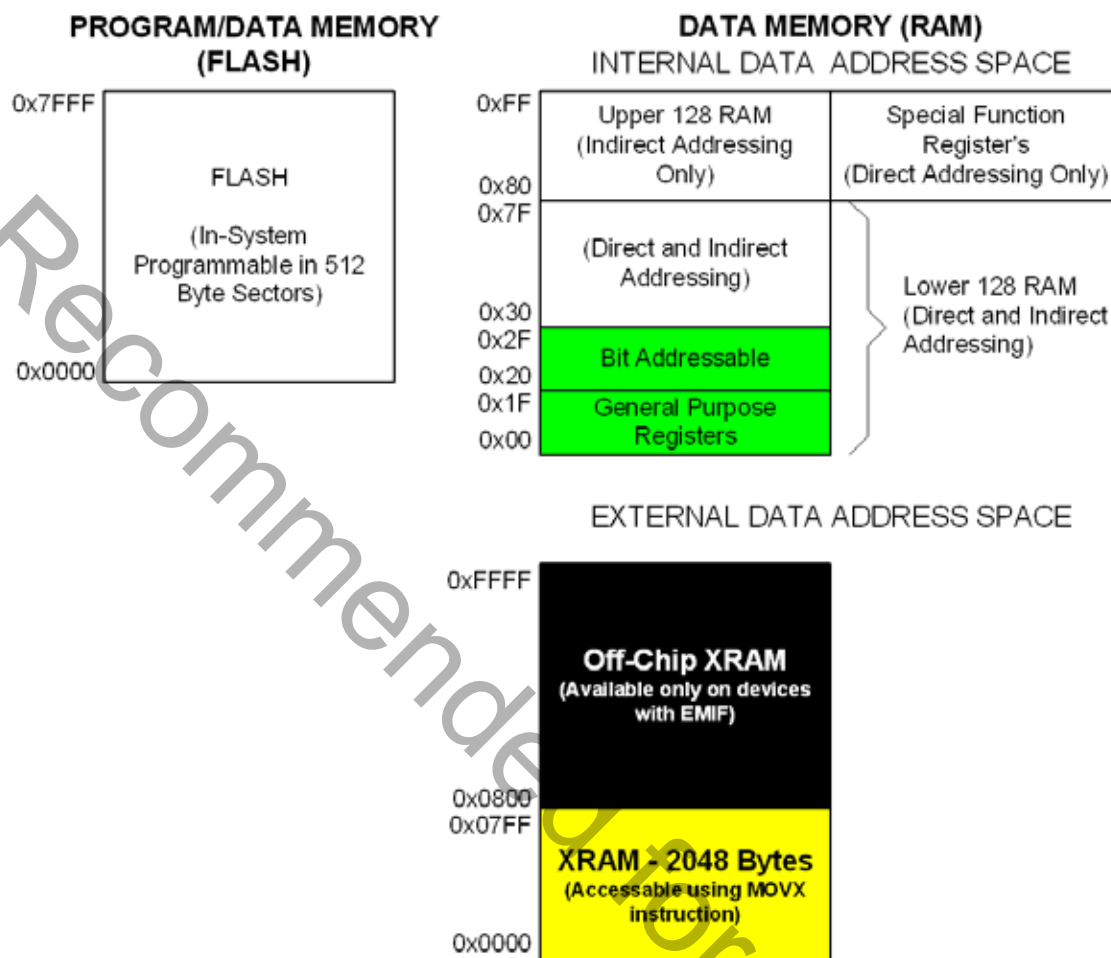 PROGRAM/DATA MEMORY
(FLASH)
0x7FFF
FLASH
(In-System
Programmable in 512
Byte Sectors)
0x0000
DATA MEMORY (RAM)
INTERNAL DATA ADDRESS SPACE
0xFF
Upper 128 RAM
(Indirect Addressing
Only)
0x80
Special Function
Register's
(Direct Addressing Only)
0x7F
(Direct and Indirect
Addressing)
0x30
Lower 128 RAM
(Direct and Indirect
Addressing)
0x2F
Bit Addressable
0x20
0x1F
General Purpose
Registers
0x00
EXTERNAL DATA ADDRESS SPACE
0xFFFF
Off-Chip XRAM
(Available only on devices
with EMIF)
0x0800
0x07FF
XRAM - 2048 Bytes
(Accessable using MOVX
instruction)
0x0000
Recommended for